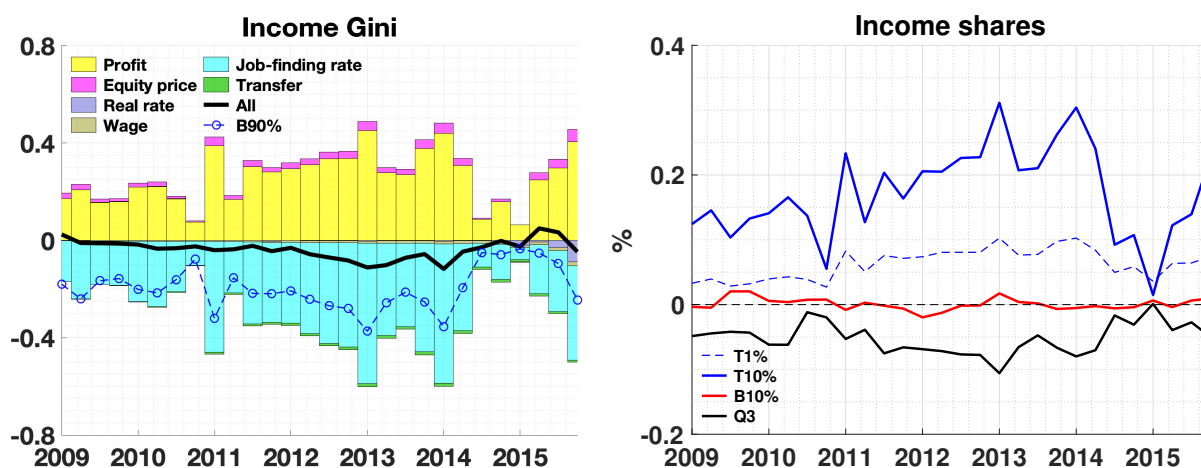 Income Gini
0.8
0.4
0
-0.4
-0.8
Profit
Equity price
Real rate
Wage
Job-finding rate
Transfer
All
B90%
2009 2010 2011 2012 2013 2014 2015
Income shares
%
0.4
0.2
0
-0.2
T1%
T10%
B10%
Q3
2009 2010 2011 2012 2013 2014 2015